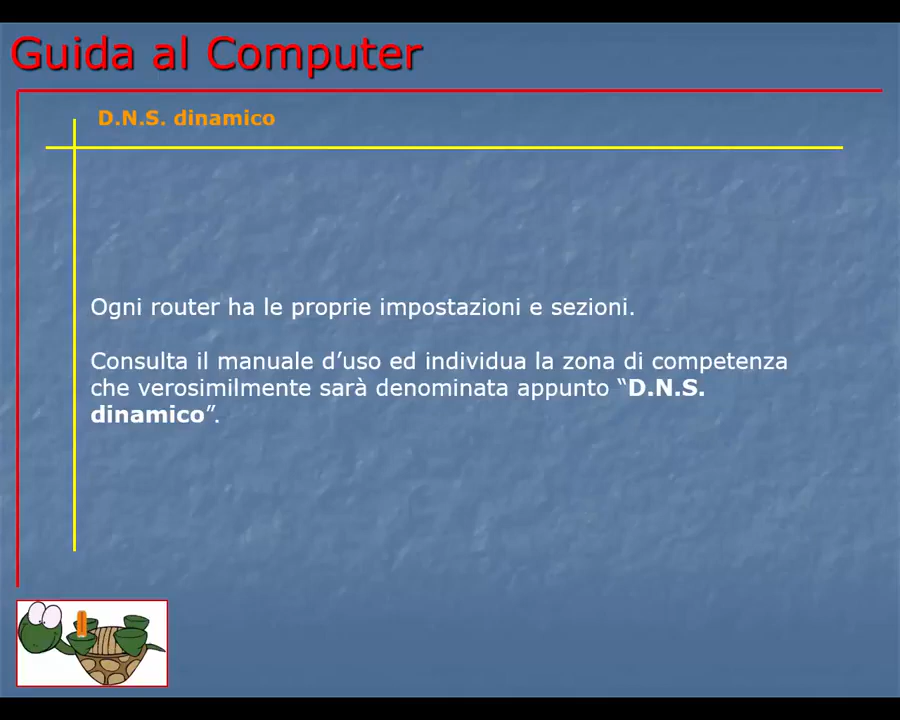 Guida al Computer
D.N.S. dinamico
Ogni router ha le proprie impostazioni e sezioni.
Consulta il manuale d’uso ed individua la zona di competenza
che verosimilmente sarà denominata appunto “D.N.S.
dinamico”.